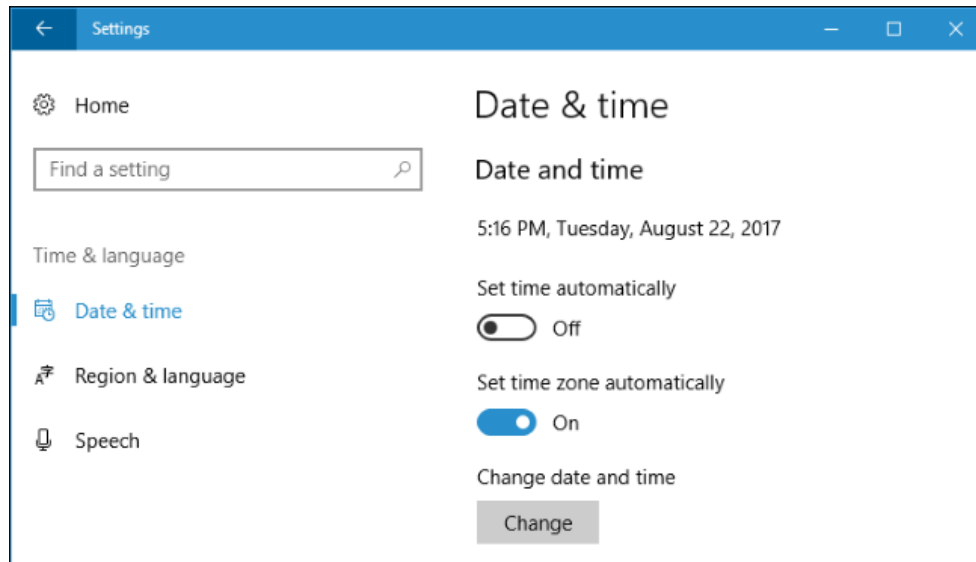 Settings
Home
Find a setting
Time & language
Date & time
Region & language
Speech
Date & time
Date and time
5:16 PM, Tuesday, August 22, 2017
Set time automatically
Off
Set time zone automatically
On
Change date and time
Change